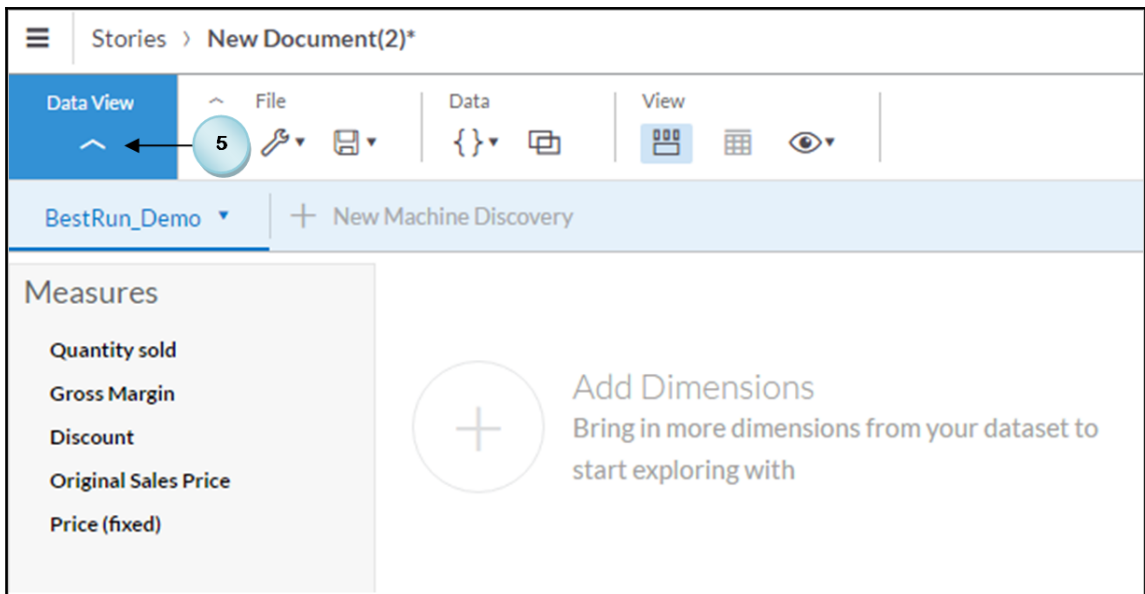 Stories > New Document(2)*
Data View
File
Data
View
5
BestRun_Demo
New Machine Discovery
Measures
Quantity sold
Gross Margin
Discount
Original Sales Price
Price (fixed)
Add Dimensions
Bring in more dimensions from your dataset to
start exploring with